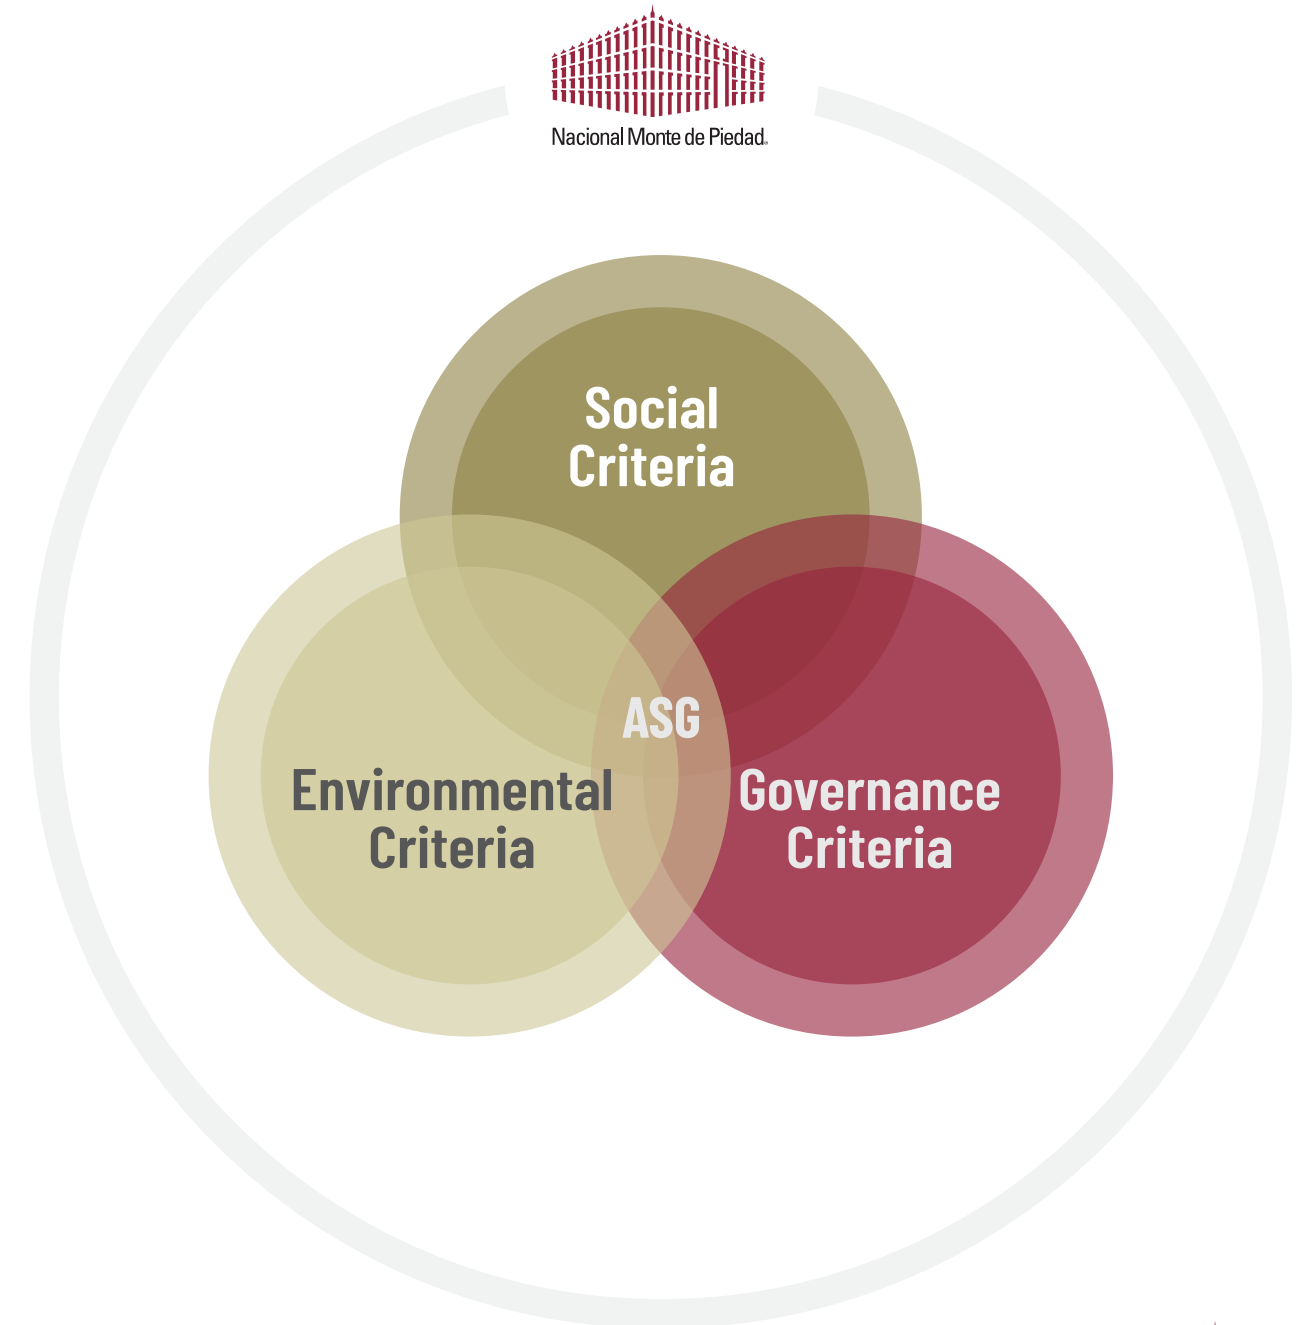 Nacional Monte de Piedad®
Social
Criteria
ASG
Environmental
Criteria
Governance
Criteria